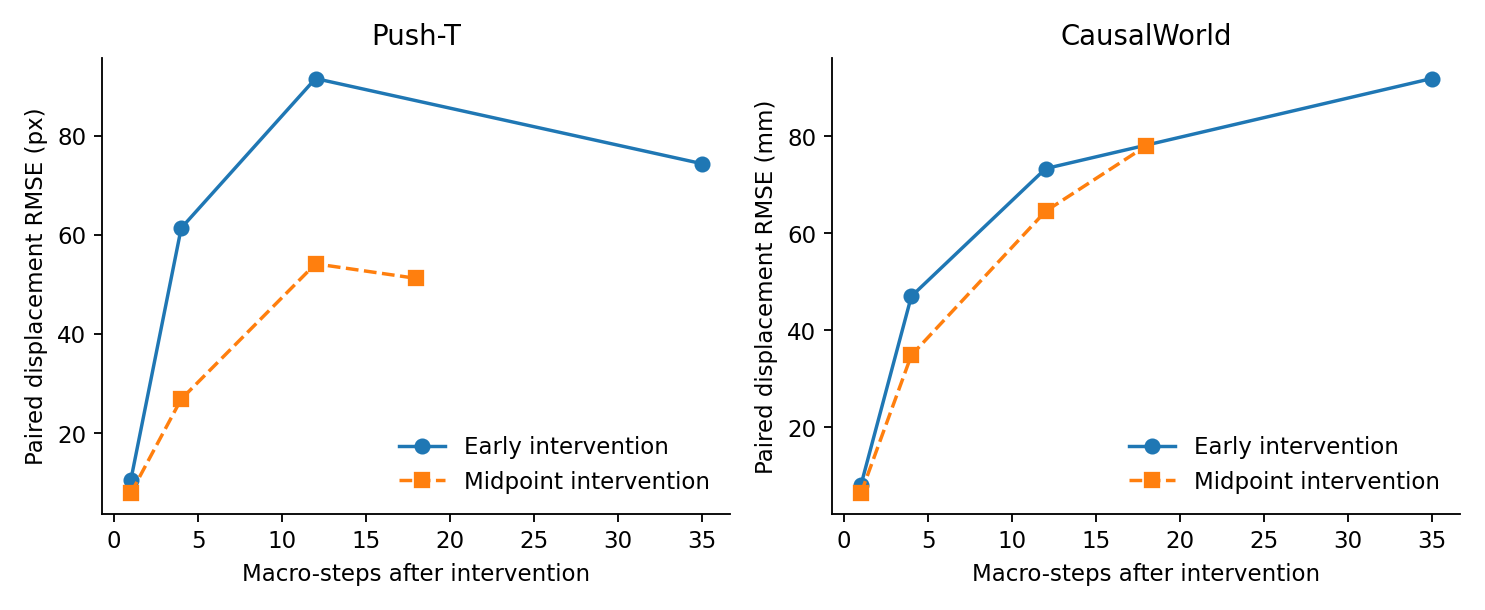 Push-T
Paired displacement RMSE (px)
80
60
40
20
0 5 10 15 20 25 30 35
Macro-steps after intervention
Early intervention
Midpoint intervention
CausalWorld
Paired displacement RMSE (mm)
80
60
40
20
0 5 10 15 20 25 30 35
Macro-steps after intervention
Early intervention
Midpoint intervention